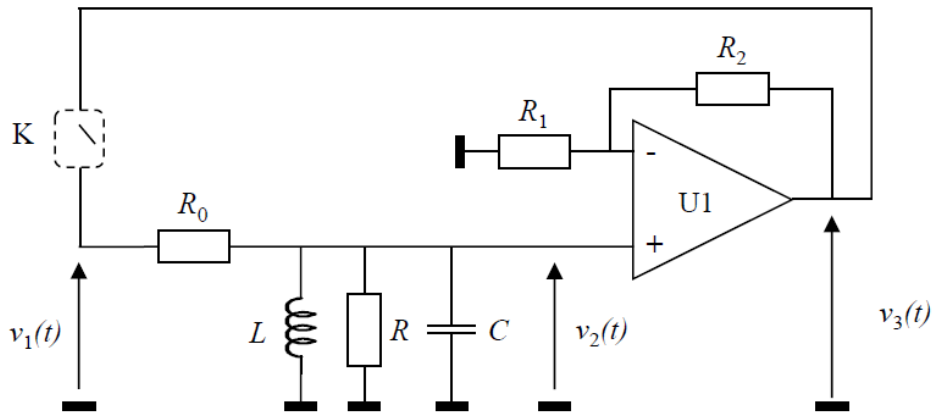 R₂
R₁
K
-
U1
R₀
+
v₁(t)
L
R
C
v₂(t)
v₃(t)